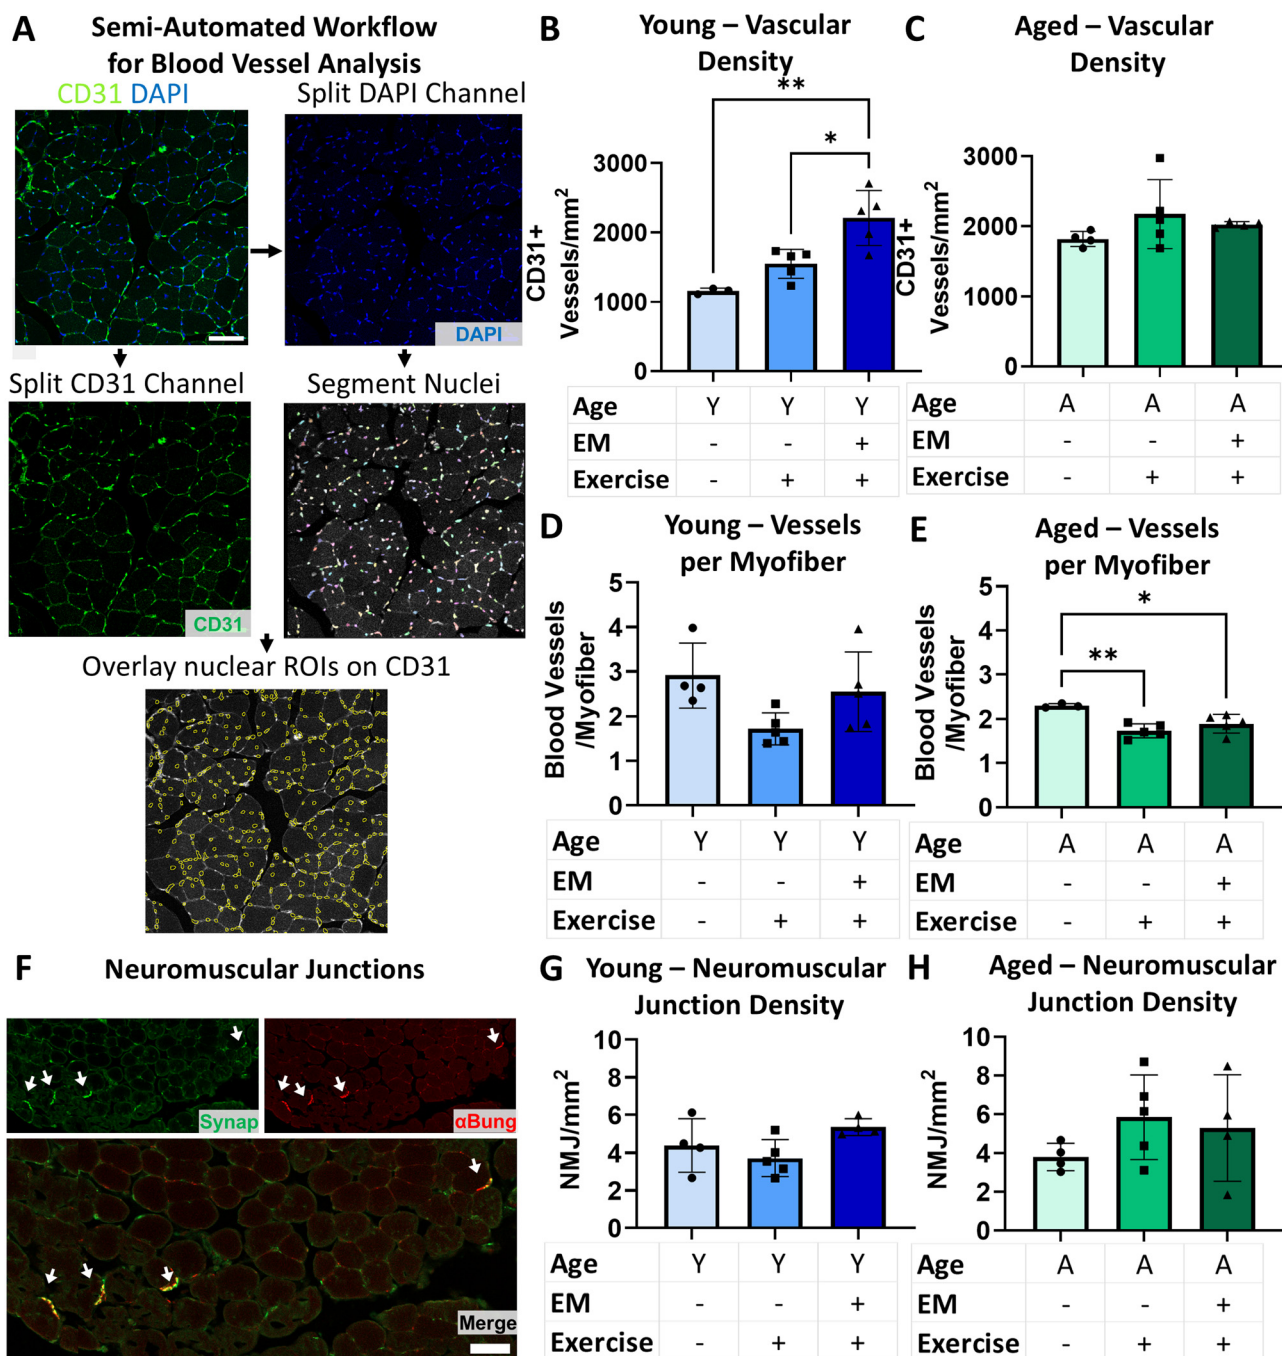 A
Semi-Automated Workflow
for Blood Vessel Analysis
CD31 DAPI
Split DAPI Channel
DAPI
Split CD31 Channel
Segment Nuclei
CD31
Overlay nuclear ROIs on CD31
B
Young – Vascular
Density
**
*
CD31+
Vessels/mm²
3000
2000
1000
0
Age Y Y Y
EM - - +
Exercise - + +
C
Aged – Vascular
Density
CD31+
Vessels/mm²
3000
2000
1000
0
Age A A A
EM - - +
Exercise - + +
D
Young – Vessels
per Myofiber
Blood Vessels
/Myofiber
5
4
3
2
1
0
Age Y Y Y
EM - - +
Exercise - + +
E
Aged – Vessels
per Myofiber
*
**
Blood Vessels
/Myofiber
5
4
3
2
1
0
Age A A A
EM - - +
Exercise - + +
F
Neuromuscular Junctions
Synap
αBung
Merge
G
Young – Neuromuscular
Junction Density
NMJ/mm²
10
8
6
4
2
0
Age Y Y Y
EM - - +
Exercise - + +
H
Aged – Neuromuscular
Junction Density
NMJ/mm²
10
8
6
4
2
0
Age A A A
EM - - +
Exercise - + +